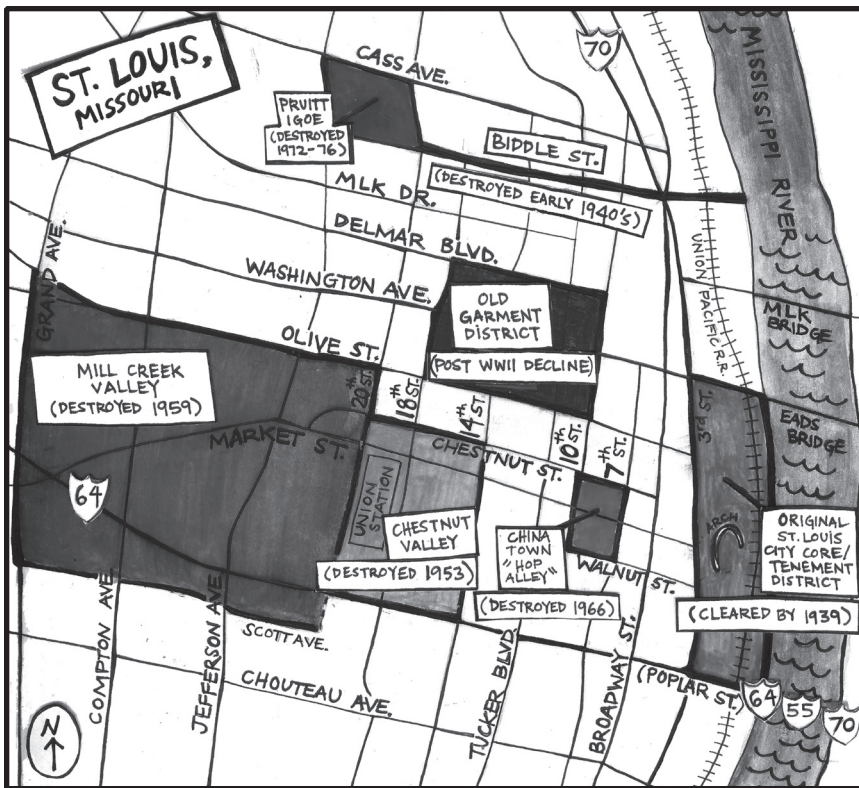 ST. LOUIS,
MISSOURI
CASS AVE.
70
MISSISSIPPI
RIVER
PRUITT
IGOE
(DESTROYED
1972-76)
BIDDLE ST.
(DESTROYED EARLY 1940'S)
MLK DR.
DELMAR BLVD.
WASHINGTON AVE.
GRAND AVE.
UNION PACIFIC R.R.
OLD
GARMENT
DISTRICT
(POST WWII DECLINE)
MLK
BRIDGE
OLIVE ST.
MILL CREEK
VALLEY
(DESTROYED 1959)
20th ST.
18th ST.
14th ST.
10th ST.
7th ST.
3rd ST.
EADS
BRIDGE
MARKET ST.
CHESTNUT ST.
64
UNION
STATION
CHESTNUT
VALLEY
(DESTROYED 1953)
CHINA
TOWN
"HOP
ALLEY"
(DESTROYED 1966)
WALNUT ST.
ARCH
ORIGINAL
ST. LOUIS
CITY CORE/
TENEMENT
DISTRICT
(CLEARED BY 1939)
SCOTT AVE.
COMPTON AVE.
JEFFERSON AVE.
CHOUTEAU AVE.
TUCKER BLVD.
BROADWAY ST.
(POPLAR ST.)
64
55
70
N